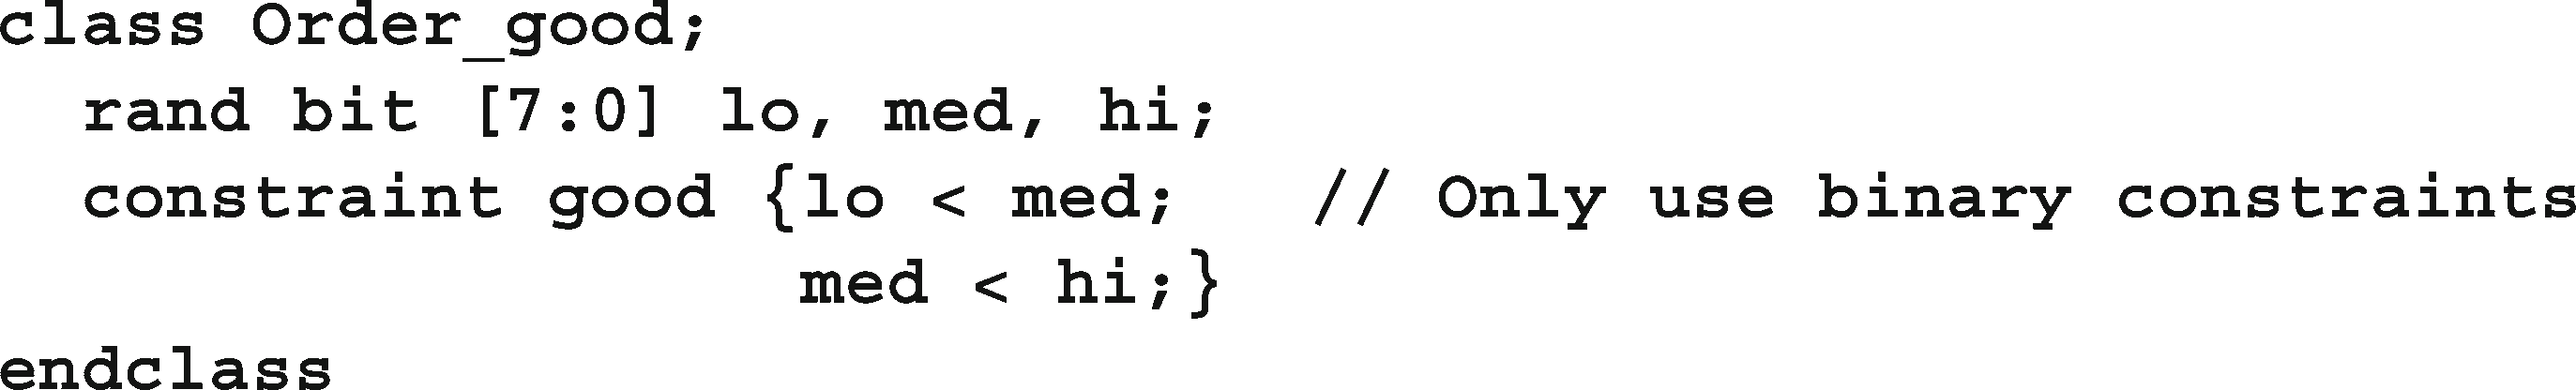 class Order_good;
  rand bit [7:0] lo, med, hi;
  constraint good {lo < med;   // Only use binary constraints
                   med < hi;}
endclass